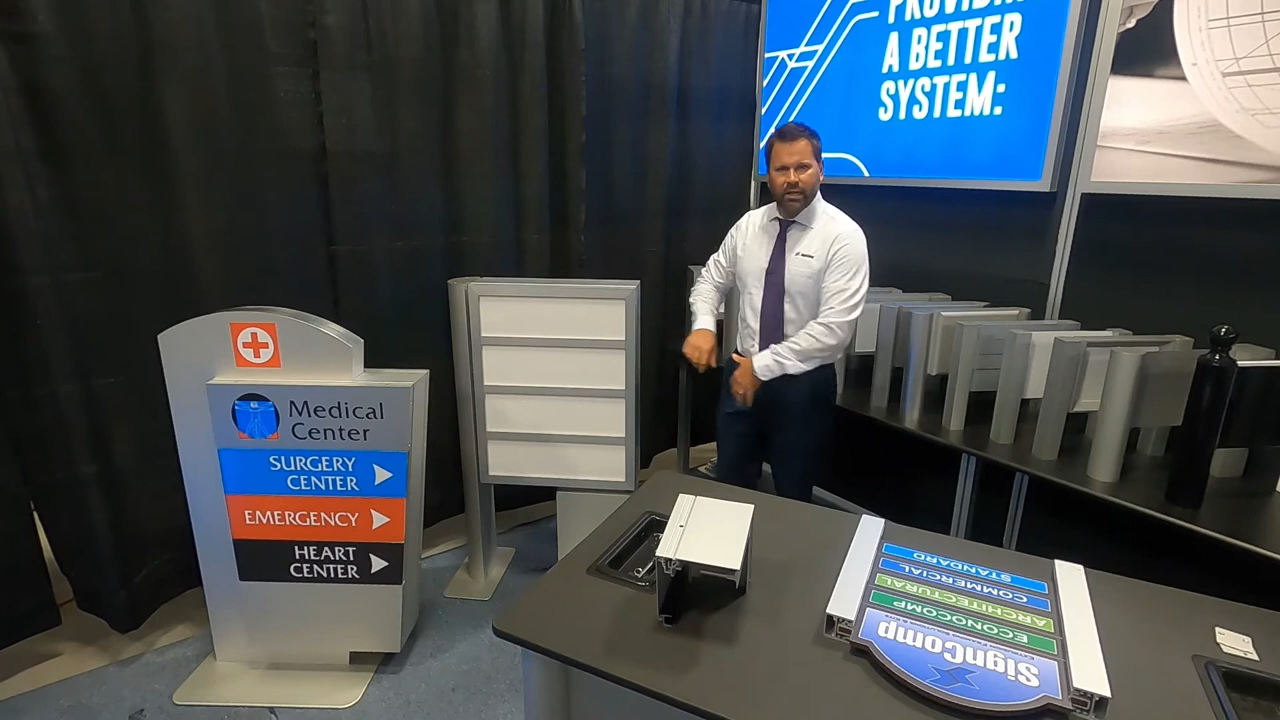 A BETTER
SYSTEM:
Medical
Center
SURGERY
CENTER
EMERGENCY
HEART
CENTER
STANDARD
COMMERCIAL
ARCHITECTURAL
ECONOCOMP
SignComp